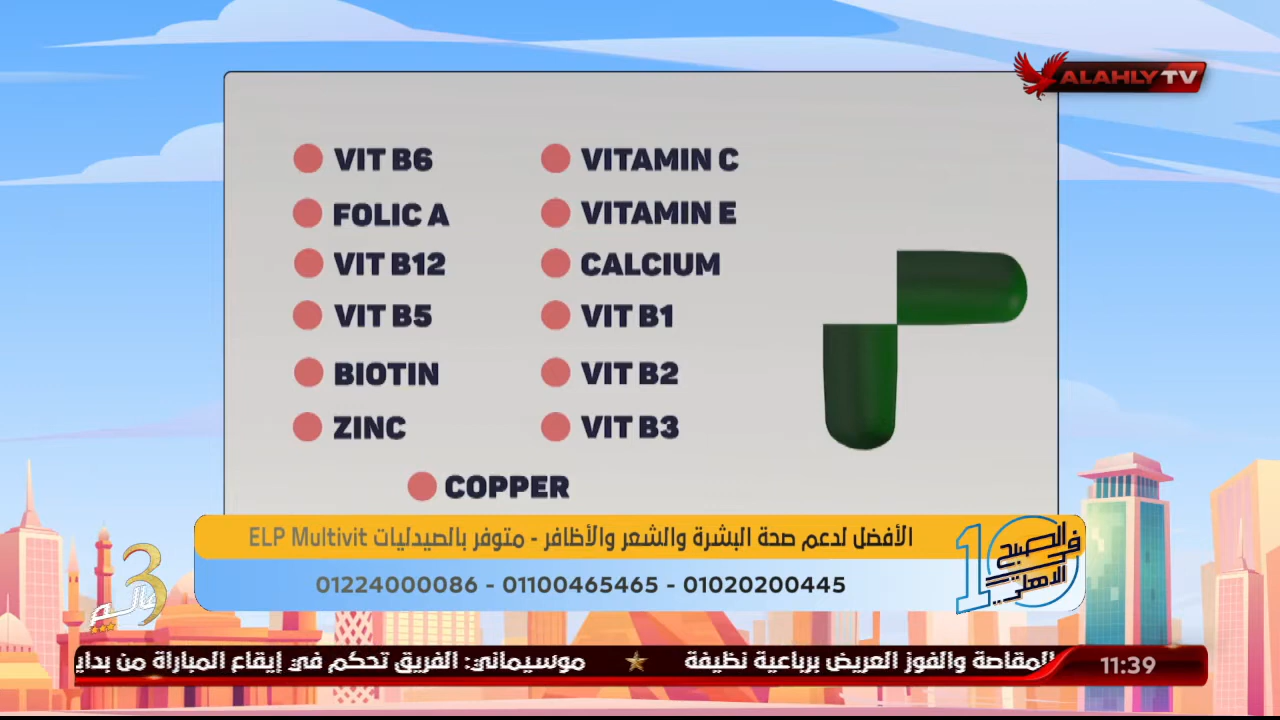 ALAHLY TV
VIT B6
VITAMIN C
FOLIC A
VITAMIN E
VIT B12
CALCIUM
VIT B5
VIT B1
BIOTIN
VIT B2
ZINC
VIT B3
COPPER
الأفضل لدعم صحة البشرة والشعر والأظافر - متوفر بالصيدليات ELP Multivit
01224000086 - 01100465465 - 01020200445
10 الصبح في الاهلي
3 عالم
المقاصة والفوز العريض برباعية نظيفة ★ موسيماني: الفريق تحكم في إيقاع المباراة من بداي
11:39